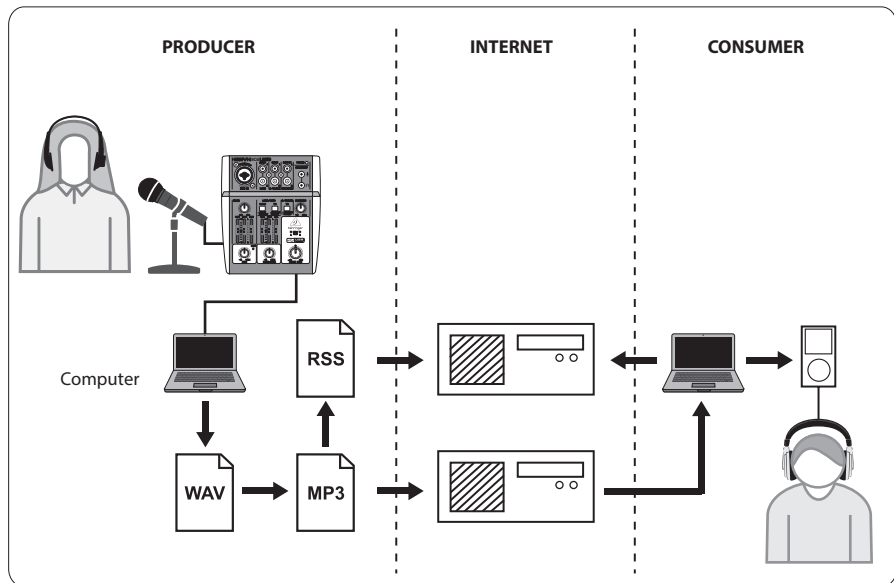 PRODUCER
INTERNET
CONSUMER
Computer
RSS
WAV
MP3